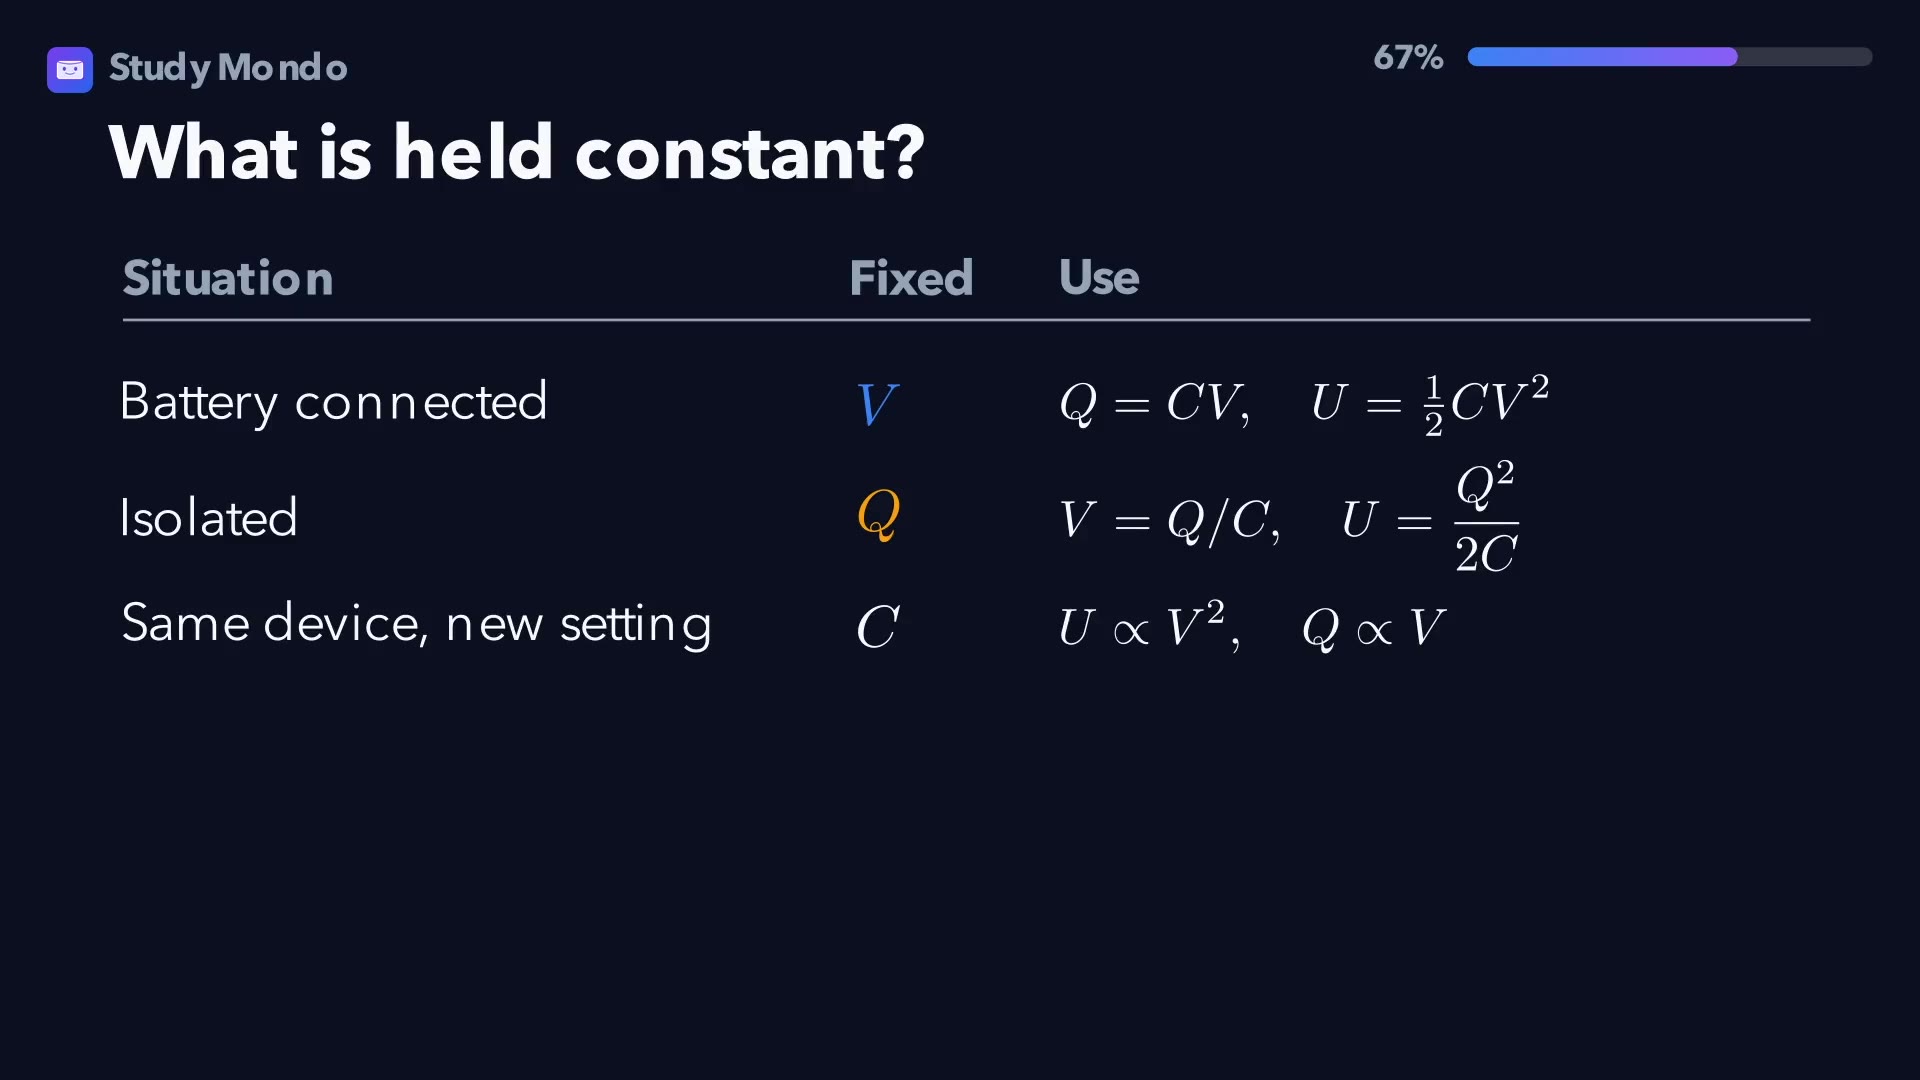 Study Mondo
67%
What is held constant?
Situation Fixed Use
Battery connected V Q = CV, U = ½CV²
Isolated Q V = Q/C, U = Q²/2C
Same device, new setting C U ∝ V², Q ∝ V